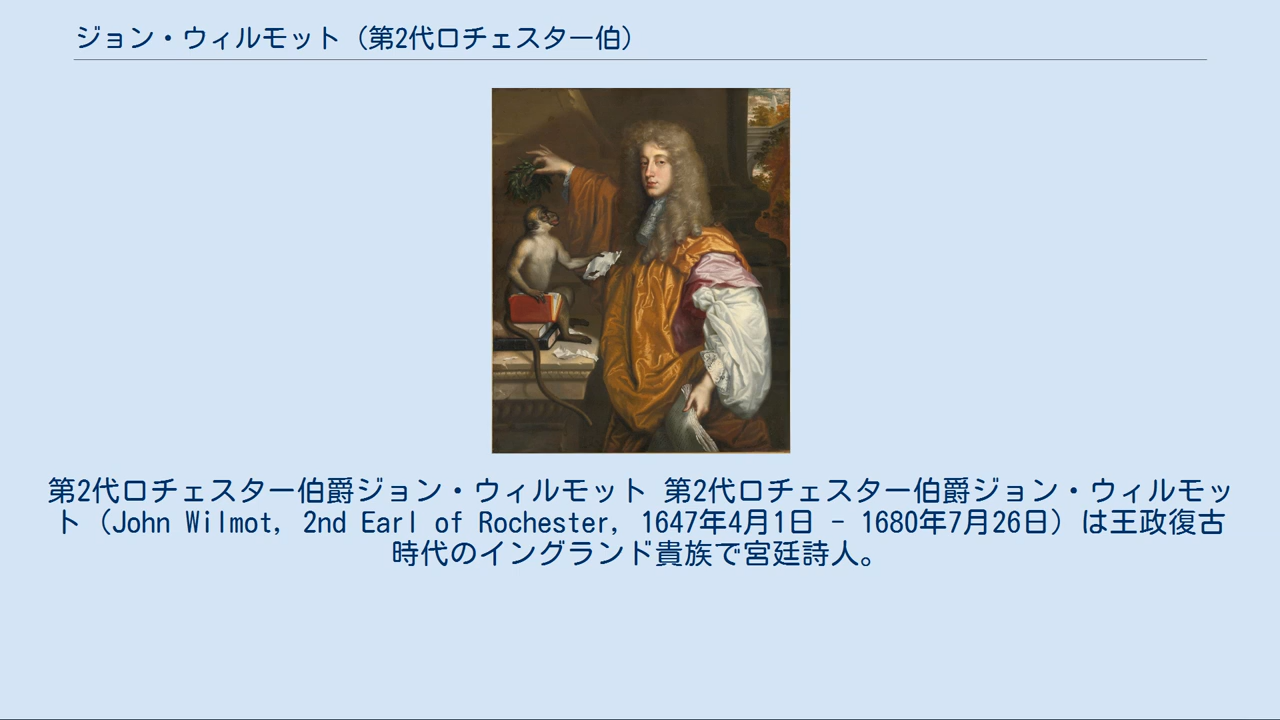 ジョン・ウィルモット（第2代ロチェスター伯）
第2代ロチェスター伯爵ジョン・ウィルモット 第2代ロチェスター伯爵ジョン・ウィルモッ
ト（John Wilmot, 2nd Earl of Rochester, 1647年4月1日 - 1680年7月26日）は王政復古
時代のイングランド貴族で宮廷詩人。